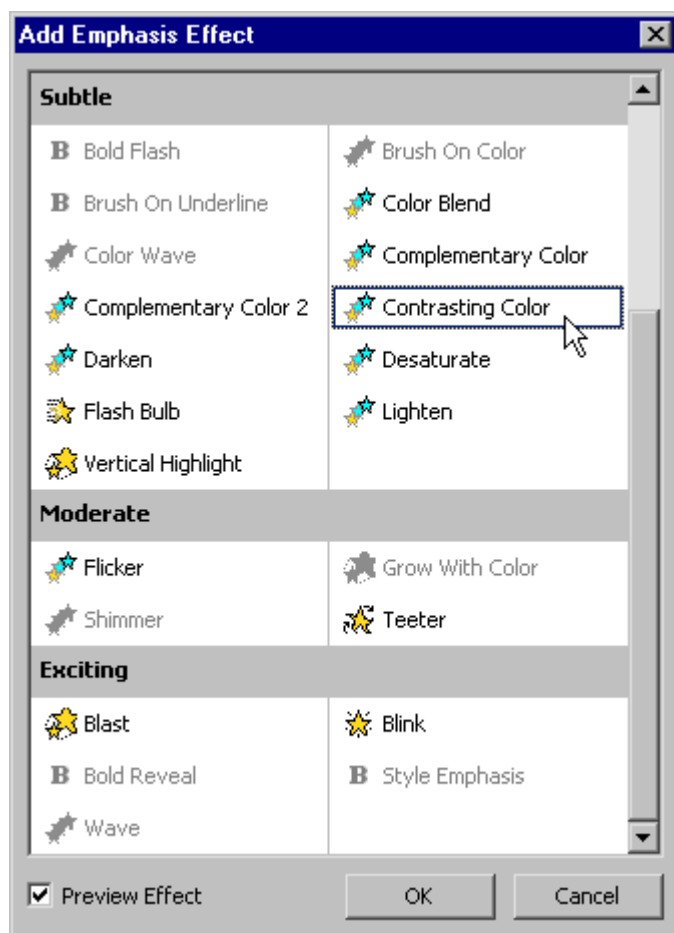 Add Emphasis Effect
Subtle
Bold Flash Brush On Color
Brush On Underline Color Blend
Color Wave Complementary Color
Complementary Color 2 Contrasting Color
Darken Desaturate
Flash Bulb Lighten
Vertical Highlight
Moderate
Flicker Grow With Color
Shimmer Teeter
Exciting
Blast Blink
Bold Reveal Style Emphasis
Wave
Preview Effect OK Cancel